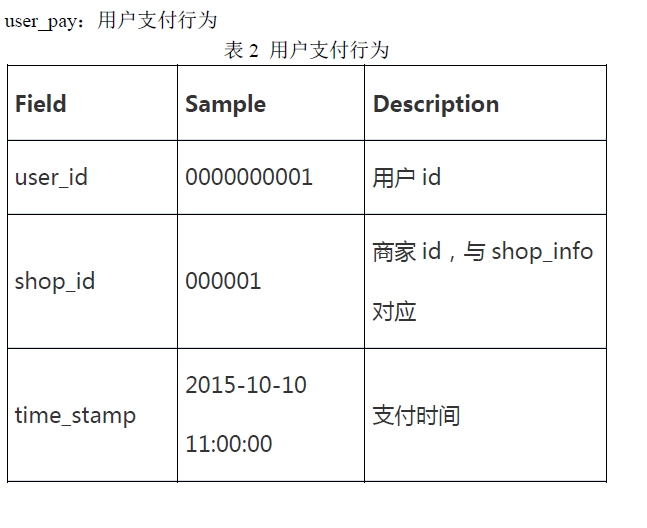 user_pay：用户支付行为
表 2 用户支付行为
Field Sample Description
user_id 0000000001 用户 id
shop_id 000001 商家 id，与 shop_info
对应
time_stamp 2015-10-10
11:00:00 支付时间